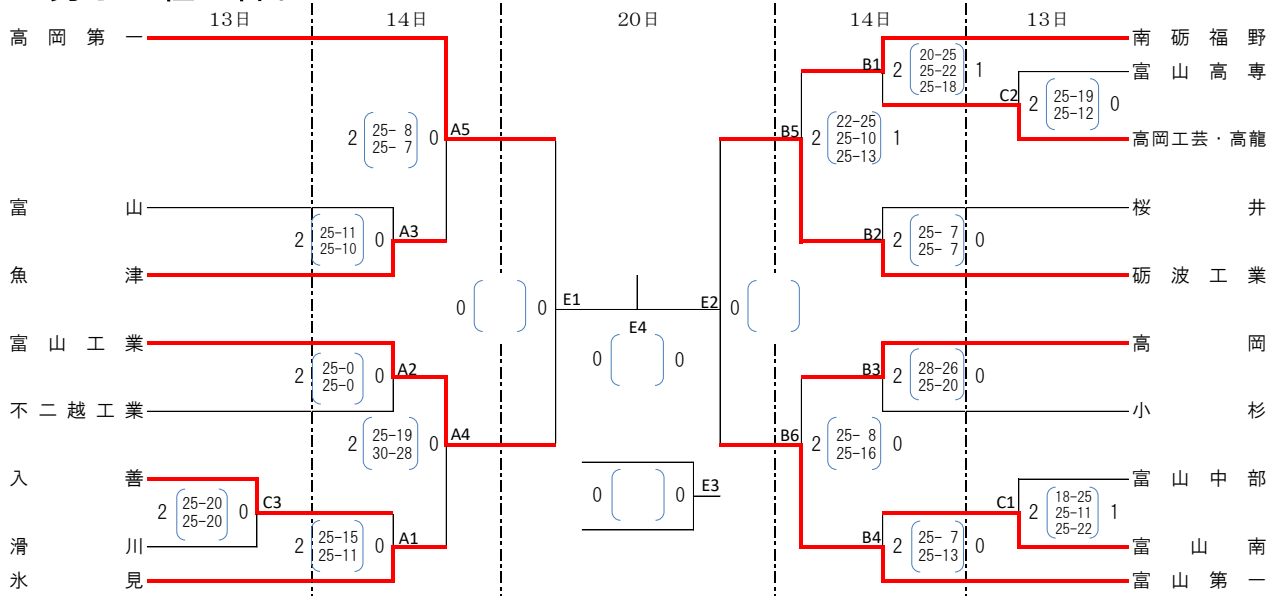 13日 14日 20日 14日 13日
高岡第一
南砺福野
B1 2 20-25 1
25-22
25-18
富山高専
C2 2 25-19 0
25-12
A5
2 25- 8 0
25- 7
B5 2 22-25 1
25-10
25-13
高岡工芸・高龍
富山
桜井
2 25-11 0 A3
25-10
B2 2 25- 7 0
25- 7
魚津
砺波工業
0 0 E1
E2 0
E4
0 0
富山工業
高岡
2 25-0 0 A2
25-0
B3 2 28-26 0
25-20
不二越工業
小杉
2 25-19 0 A4
30-28
B6 2 25- 8 0
25-16
入善
富山中部
2 25-20 0 C3
25-20
0 0 E3
C1 2 18-25 1
25-11
25-22
滑川
2 25-15 0 A1
25-11
B4 2 25- 7 0
25-13
富山南
氷見
富山第一